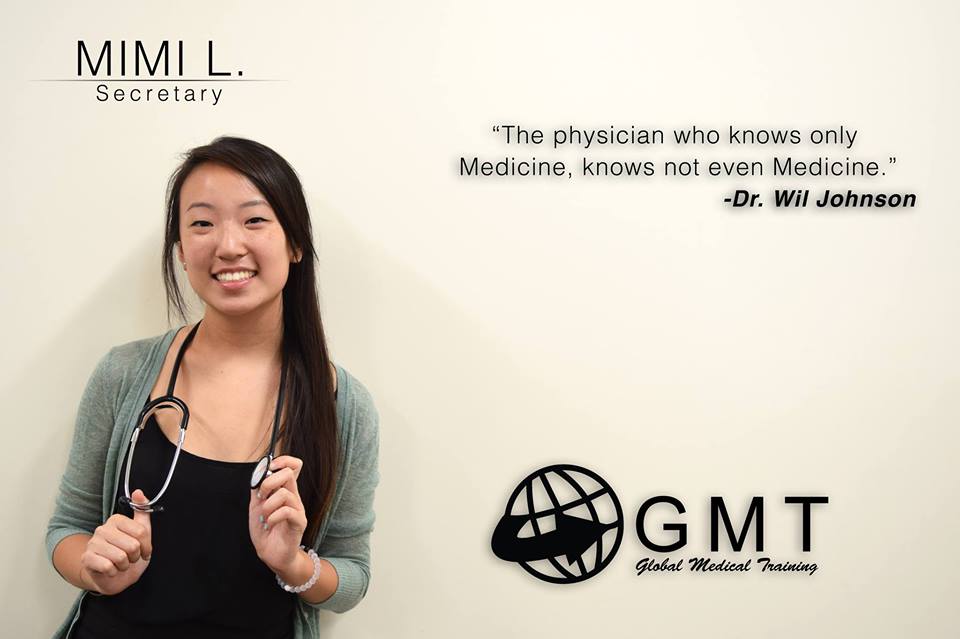 MIMI L.
Secretary
“The physician who knows only
Medicine, knows not even Medicine.”
-Dr. Wil Johnson
GMT
Global Medical Training